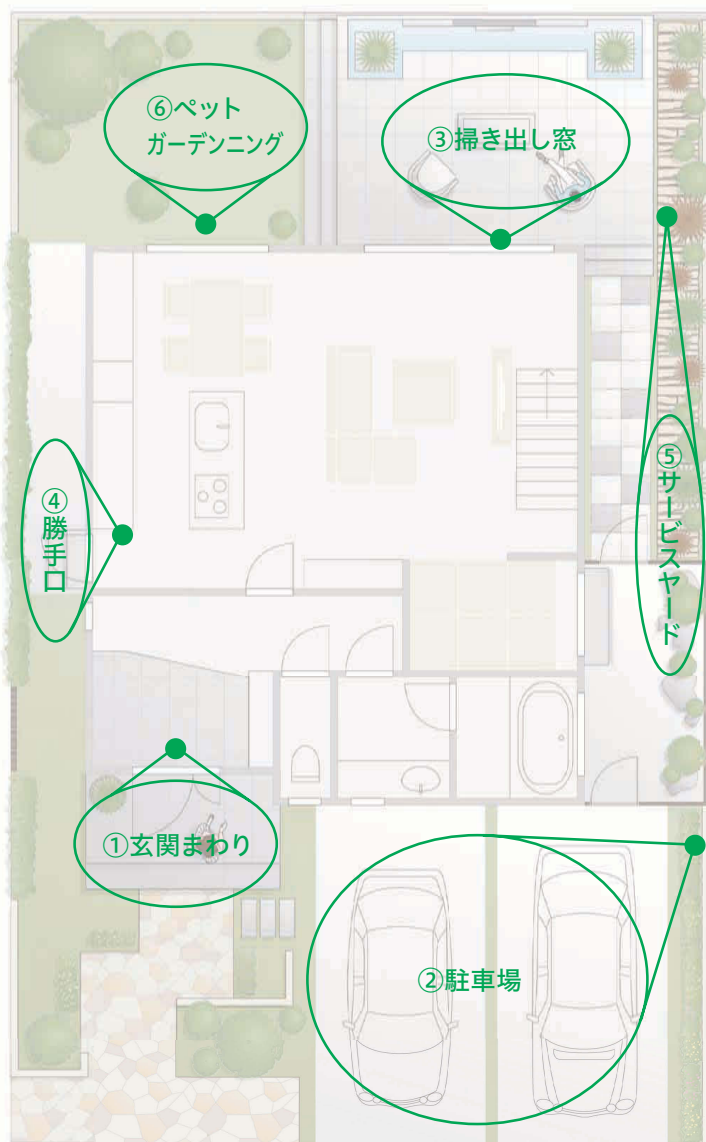 ⑥ペット
ガーデンニング
③掃き出し窓
④勝手口
⑤サービスヤード
①玄関まわり
②駐車場